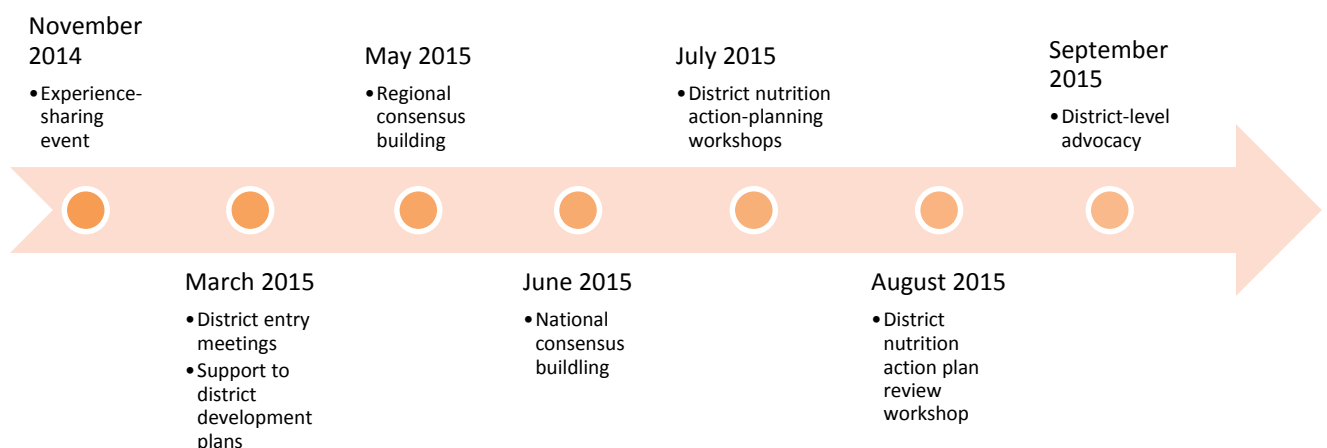 November
2014
•Experience-
sharing
event
March 2015
•District entry
meetings
•Support to
district
development
plans
May 2015
•Regional
consensus
building
June 2015
•National
consensus
buildling
July 2015
•District nutrition
action-planning
workshops
August 2015
•District
nutrition
action plan
review
workshop
September
2015
•District-level
advocacy